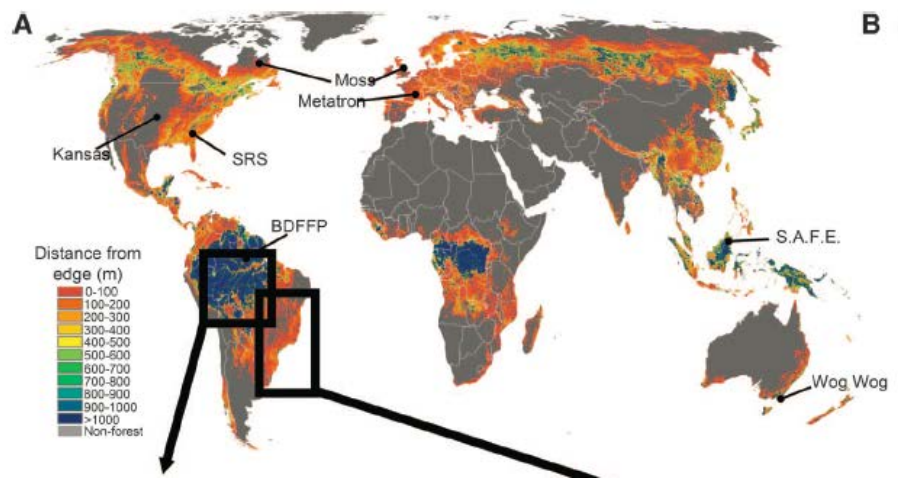 A
B
Moss
Metatron
Kansas
SRS
BDFFP
S.A.F.E.
Wog Wog
Distance from
edge (m)
0-100
100-200
200-300
300-400
400-500
500-600
600-700
700-800
800-900
900-1000
>1000
Non-forest